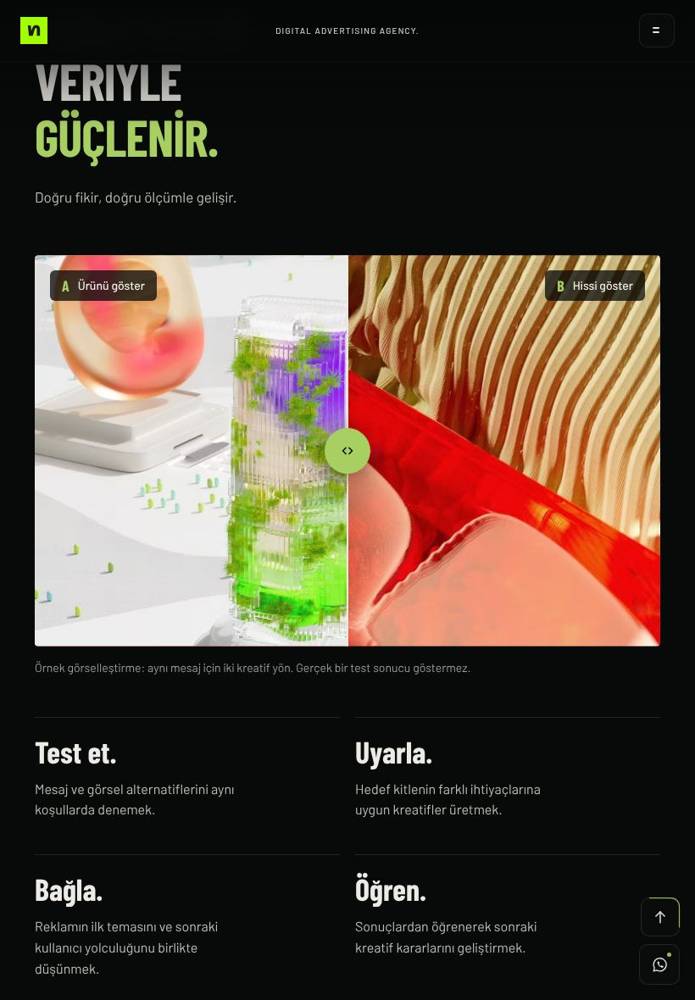 DIGITAL ADVERTISING AGENCY.
VERİYLE
GÜÇLENİR.
Doğru fikir, doğru ölçümle gelişir.
A Ürünü göster
B Hissi göster
Örnek görselleştirme: aynı mesaj için iki kreatif yön. Gerçek bir test sonucu göstermez.
Test et.
Mesaj ve görsel alternatiflerini aynı
koşullarda denemek.
Uyarla.
Hedef kitlenin farklı ihtiyaçlarına
uygun kreatifler üretmek.
Bağla.
Reklamın ilk temasını ve sonraki
kullanıcı yolculuğunu birlikte
düşünmek.
Öğren.
Sonuçlardan öğrenerek sonraki
kreatif kararlarını geliştirmek.